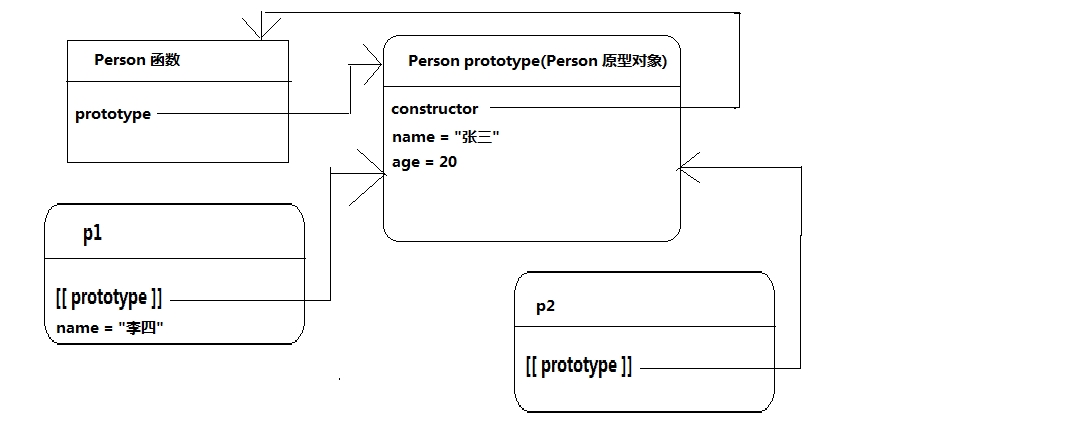 Person 函数
prototype
Person prototype(Person 原型对象)
constructor
name = "张三"
age = 20
p1
[[ prototype ]]
name = "李四"
p2
[[ prototype ]]